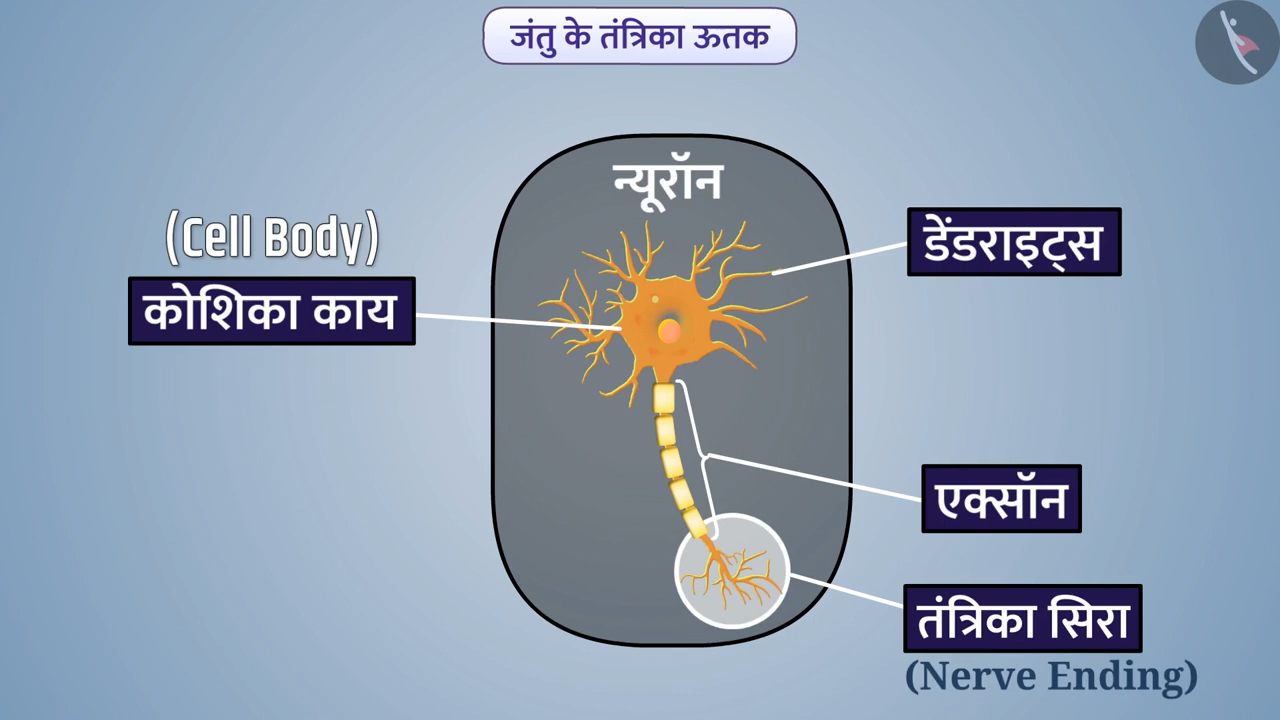 जंतु के तंत्रिका ऊतक
न्यूरॉन
(Cell Body)
कोशिका काय
डेंडराइट्स
एक्सॉन
तंत्रिका सिरा
(Nerve Ending)